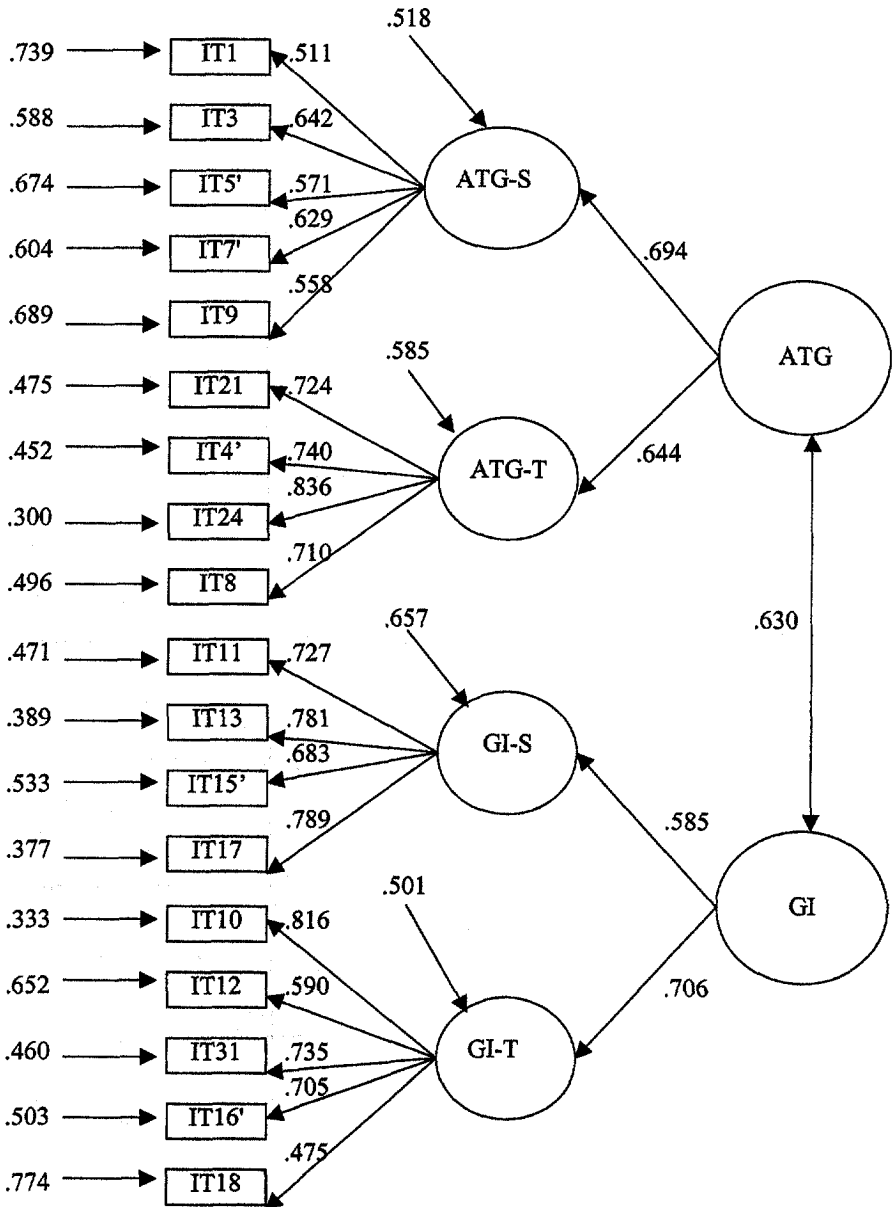 .518
.739 IT1 .511
.588 IT3 .642
ATG-S
.674 IT5' .571
.629
.604 IT7'
.694
.558
.689 IT9
.585
ATG
.475 IT21 .724
.452 IT4’ .740
.644
ATG-T
.836
.300 IT24
.710
.496 IT8
.657
.630
.471 IT11 .727
.389 IT13 .781
GI-S
.683
.533 IT15’
.789
.585
.377 IT17
.501
GI
.333 IT10 .816
.652 IT12 .590
.706
.460 IT31 .735
GI-T
.705
.503 IT16'
.475
.774 IT18